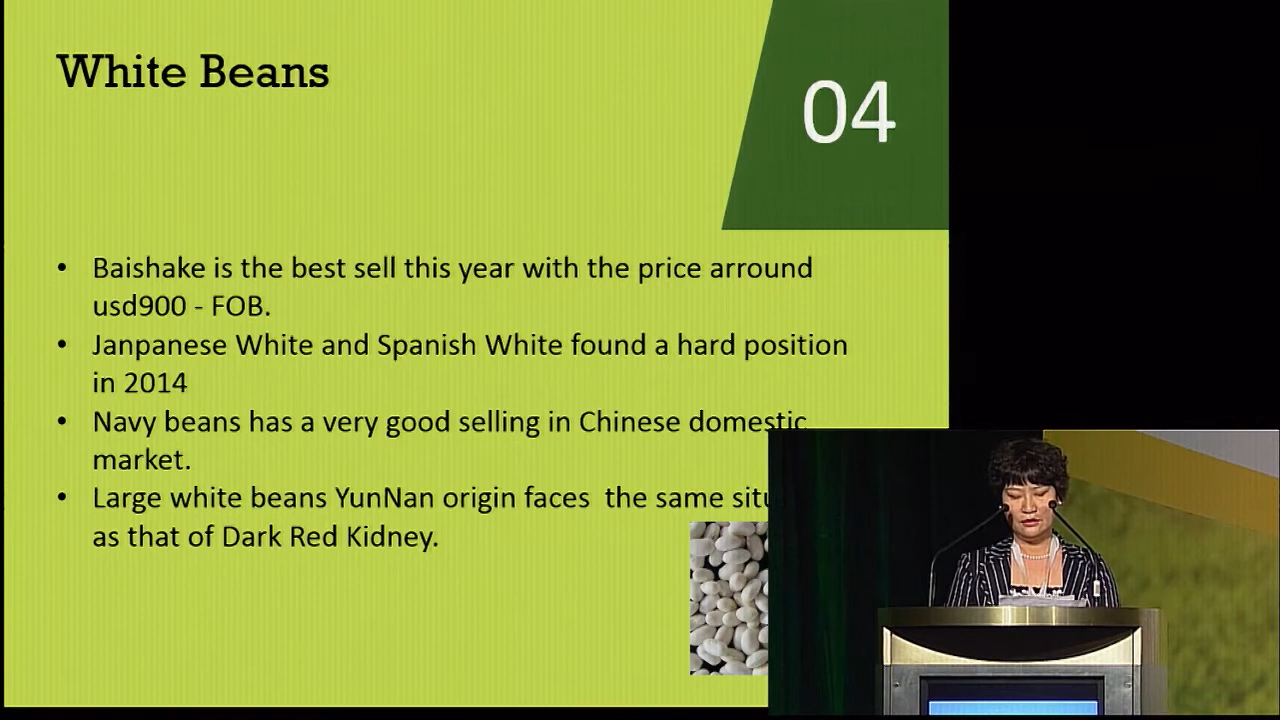 White Beans
04
• Baishake is the best sell this year with the price arround
usd900 - FOB.
• Janpanese White and Spanish White found a hard position
in 2014
• Navy beans has a very good selling in Chinese domestic
market.
• Large white beans YunNan origin faces  the same
as that of Dark Red Kidney.